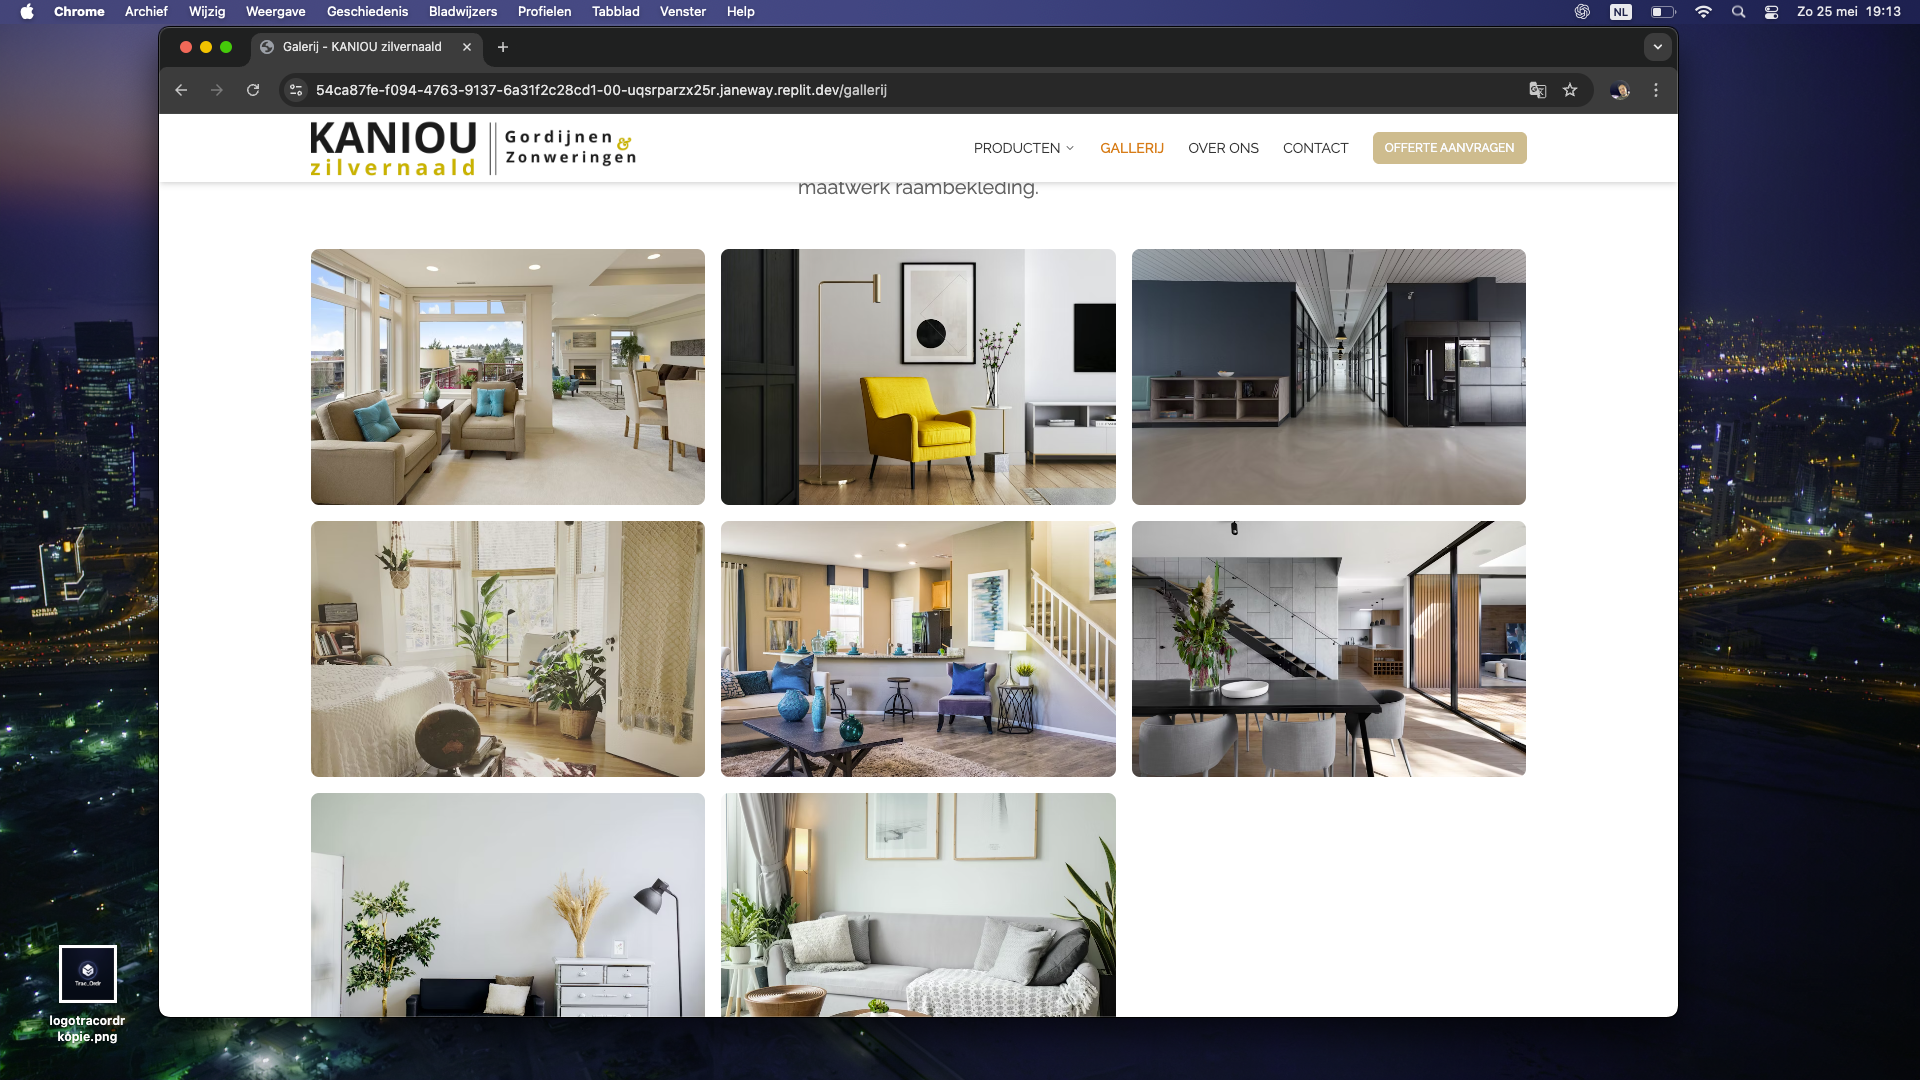 Chrome Archief Wijzig Weergave Geschiedenis Bladwijzers Profielen Tabblad Venster Help NL Zo 25 mei 19:13
Galerij - KANIOU zilvernaald
54ca87fe-f094-4763-9137-6a31f2c28cd1-00-uqsrparzx25r.janeway.replit.dev/gallerij
KANIOU
zilvernaald
Gordijnen &
Zonweringen
PRODUCTEN GALLERIJ OVER ONS CONTACT OFFERTE AANVRAGEN
maatwerk raambekleding.
logotracordr
kopie.png